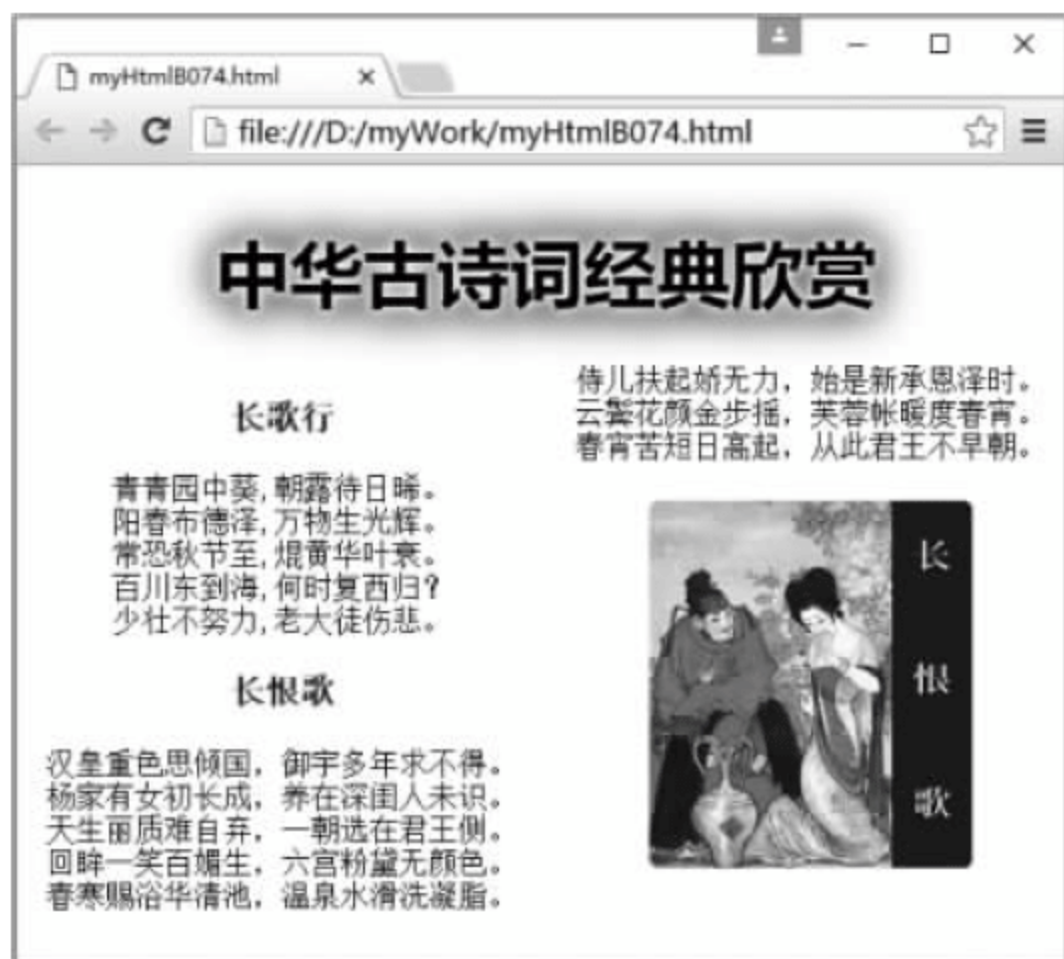 myHtmlB074.html
file:///D:/myWork/myHtmlB074.html
中华古诗词经典欣赏
长歌行
青青园中葵,朝露待日晞。
阳春布德泽,万物生光辉。
常恐秋节至,焜黄华叶衰。
百川东到海,何时复西归?
少壮不努力,老大徒伤悲。
长恨歌
汉皇重色思倾国,御宇多年求不得。
杨家有女初长成,养在深闺人未识。
天生丽质难自弃,一朝选在君王侧。
回眸一笑百媚生,六宫粉黛无颜色。
春寒赐浴华清池,温泉水滑洗凝脂。
侍儿扶起娇无力,始是新承恩泽时。
云鬓花颜金步摇,芙蓉帐暖度春宵。
春宵苦短日高起,从此君王不早朝。
长
恨
歌